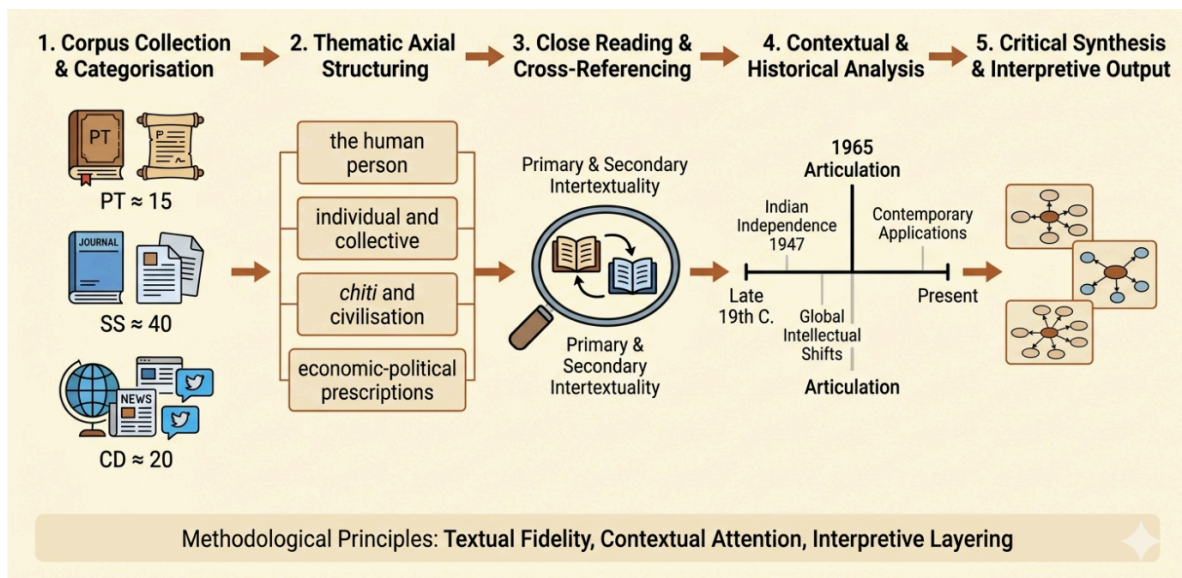 1. Corpus Collection
& Categorisation
2. Thematic Axial
Structuring
3. Close Reading &
Cross-Referencing
4. Contextual &
Historical Analysis
5. Critical Synthesis
& Interpretive Output
PT
P
PT ≈ 15
JOURNAL
SS ≈ 40
NEWS
CD ≈ 20
the human
person
individual and
collective
chiti and
civilisation
economic-political
prescriptions
Primary & Secondary
Intertextuality
Primary &
Secondary
Intertextuality
1965
Articulation
Indian
Independence
1947
Contemporary
Applications
Late
19th C.
Present
Global
Intellectual
Shifts
Articulation
Methodological Principles: Textual Fidelity, Contextual Attention, Interpretive Layering